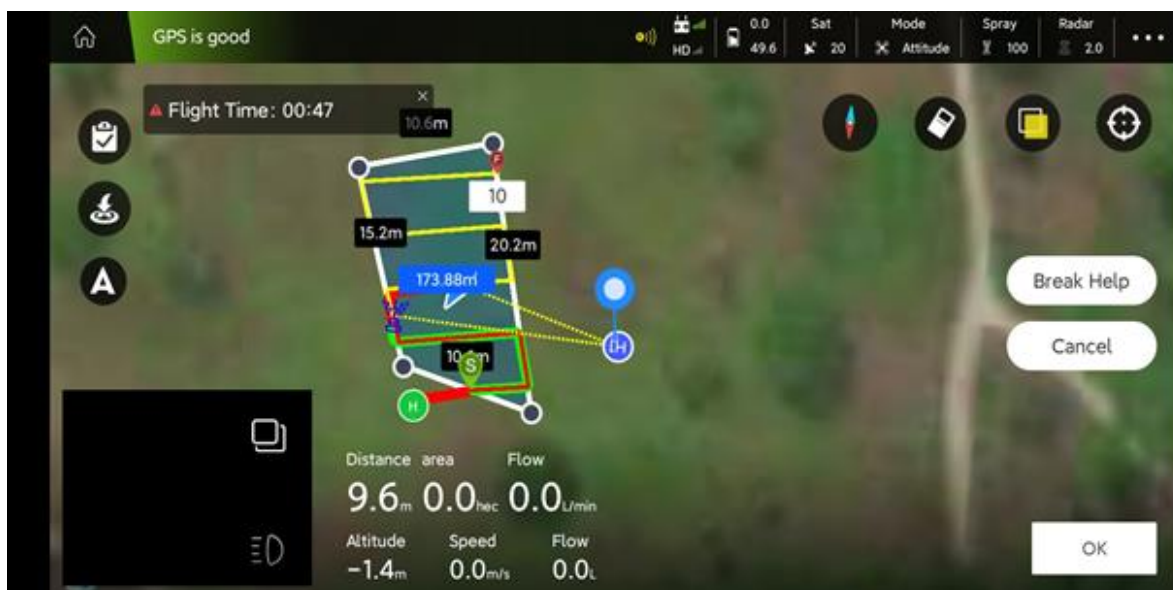 GPS is good
HD
0.0
49.6
Sat
20
Mode
Attitude
Spray
100
Radar
2.0
Flight Time: 00:47
10.6m
F
10
15.2m
20.2m
173.88㎡
S
H
H
Break Help
Cancel
Distance area Flow
9.6m 0.0hec 0.0L/min
Altitude Speed Flow
-1.4m 0.0m/s 0.0L
OK